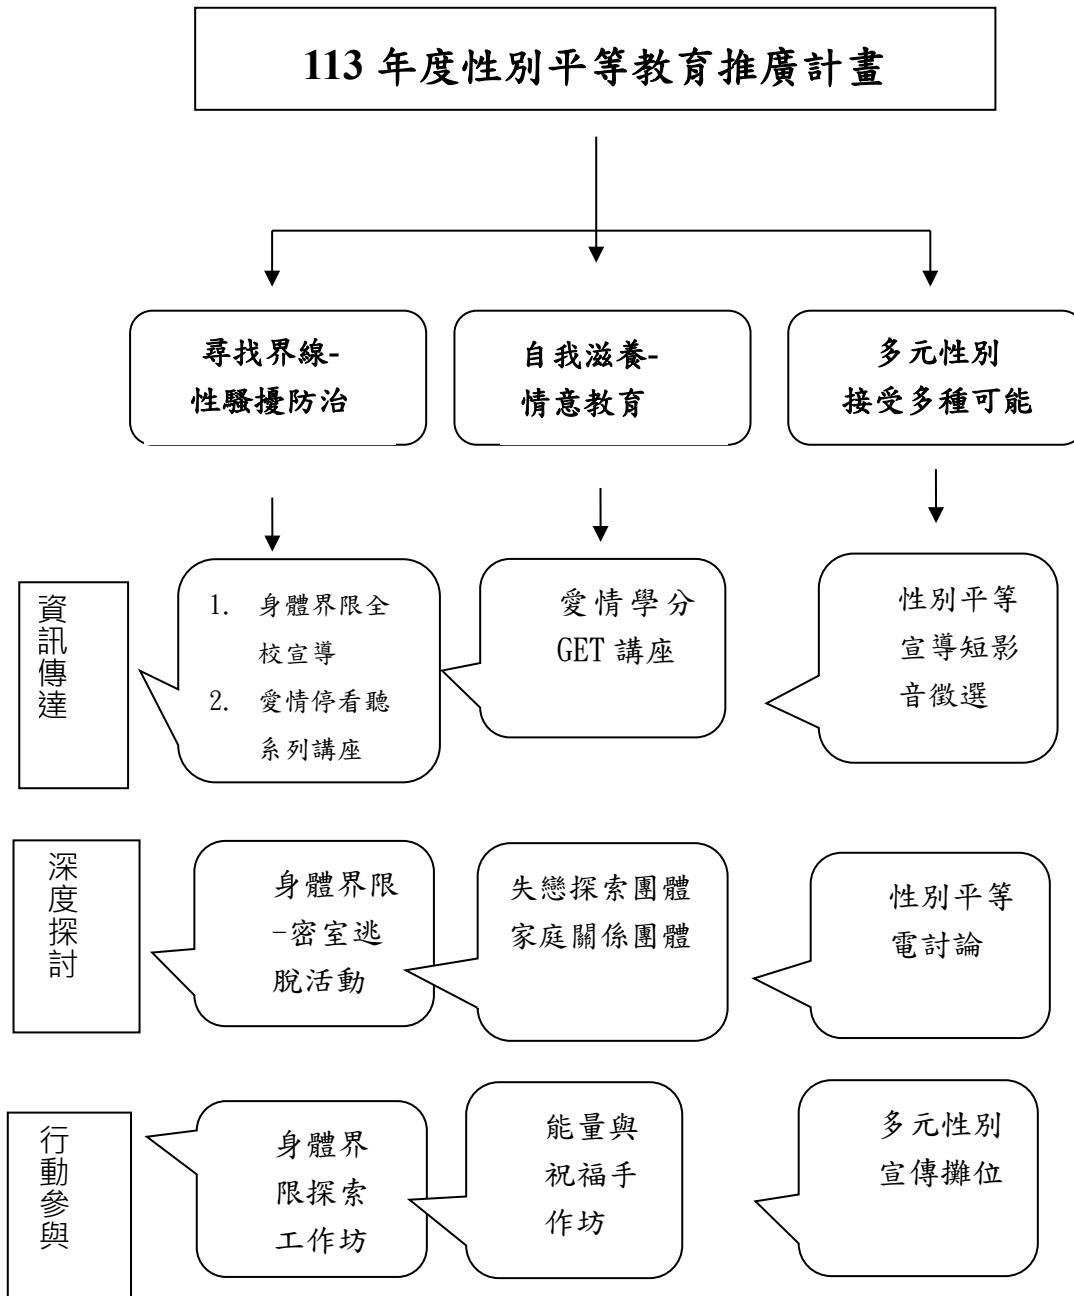 113 年度性別平等教育推廣計畫
尋找界線-
性騷擾防治
自我滋養-
情意教育
多元性別
接受多種可能
資訊傳達
1. 身體界限全
校宣導
2. 愛情停看聽
系列講座
愛情學分
GET 講座
性別平等
宣導短影
音徵選
深度探討
身體界限
-密室逃
脫活動
失戀探索團體
家庭關係團體
性別平等
電討論
行動參與
身體界
限探索
工作坊
能量與
祝福手
作坊
多元性別
宣傳攤位